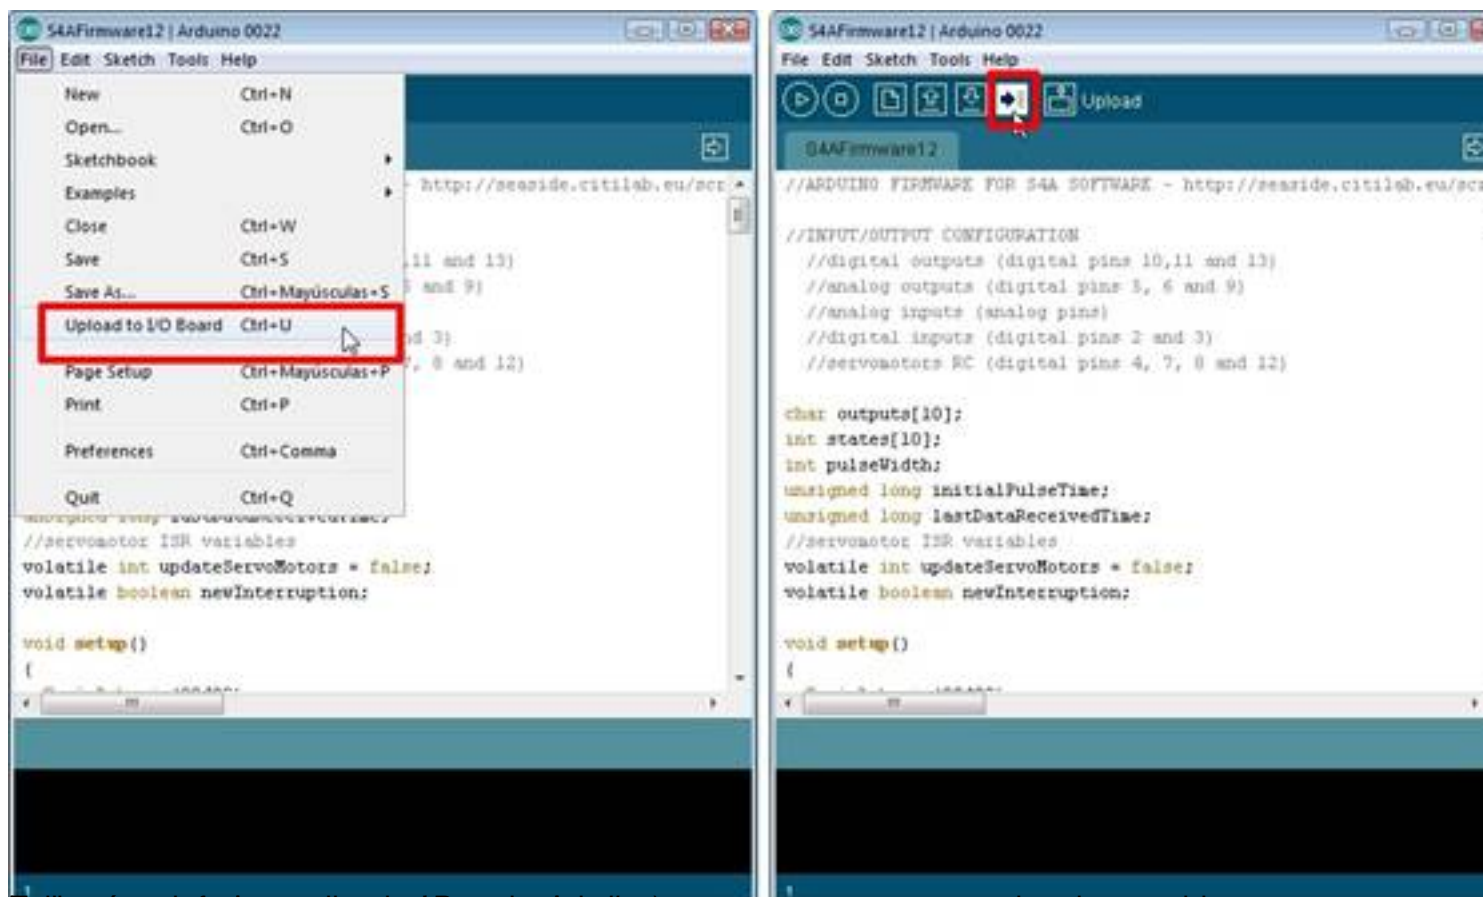 S4AFirmware12 | Arduino 0022
File Edit Sketch Tools Help
New Ctrl+N
Open... Ctrl+O
Sketchbook
Examples
Close Ctrl+W
Save Ctrl+S
Save As... Ctrl+Mayúsculas+S
Upload to I/O Board Ctrl+U
Page Setup Ctrl+Mayúsculas+P
Print Ctrl+P
Preferences Ctrl+Comma
Quit Ctrl+Q
- http://seaside.citilab.eu/scr
,11 and 13)
and 9)
3)
, 8 and 12)
//servomotor ISR variables
volatile int updateServoMotors = false;
volatile boolean newInterruption;
void setup()
{
S4AFirmware12 | Arduino 0022
File Edit Sketch Tools Help
Upload
S4AFirmware12
//ARDUINO FIRMWARE FOR S4A SOFTWARE - http://seaside.citilab.eu/scr
//INPUT/OUTPUT CONFIGURATION
//digital outputs (digital pins 10,11 and 13)
//analog outputs (digital pins 5, 6 and 9)
//analog inputs (analog pins)
//digital inputs (digital pins 2 and 3)
//servomotors RC (digital pins 4, 7, 8 and 12)
char outputs[10];
int states[10];
int pulseWidth;
unsigned long initialPulseTime;
unsigned long lastDataReceivedTime;
//servomotor ISR variables
volatile int updateServoMotors = false;
volatile boolean newInterruption;
void setup()
{
1
1